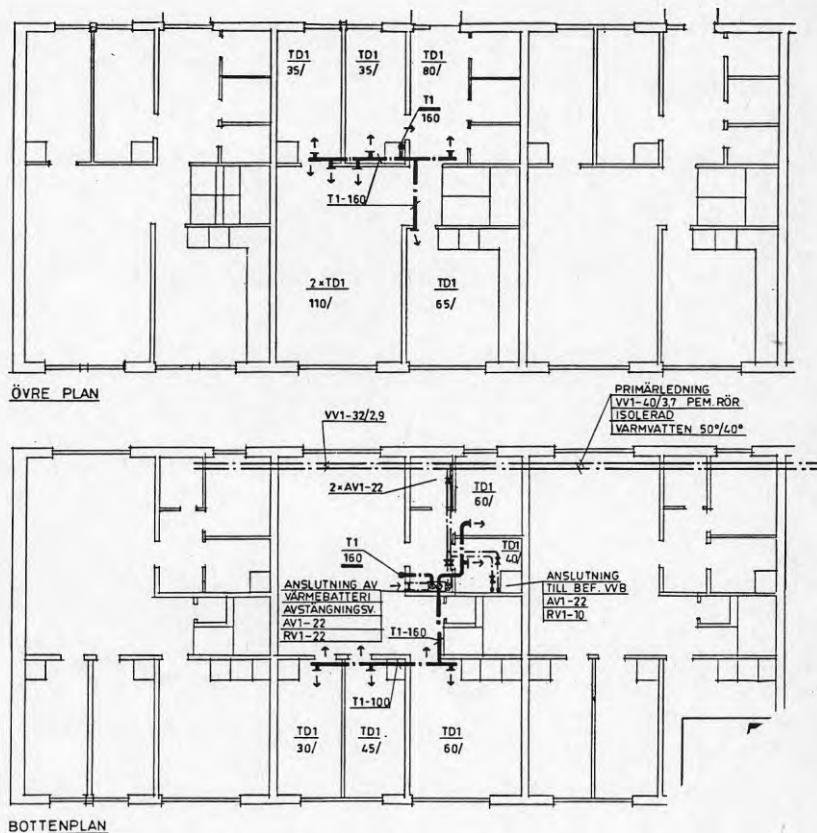 TD1
35/
TD1
35/
TD1
80/
T1
160
T1-160
2×TD1
110/
TD1
65/
ÖVRE PLAN
PRIMÄRLEDNING
VV1-40/3,7 PEM.RÖR
ISOLERAD
VARMVATTEN 50°/40°
VV1-32/2,9
2×AV1-22
TD1
60/
T1
160
TD1
40/
ANSLUTNING AV
VÄRMEBATTERI
AVSTÄNGNINGSV.
AV1-22
RV1-22
ANSLUTNING
TILL BEF. VVB
AV1-22
RV1-10
T1-160
T1-100
TD1
30/
TD1
45/
TD1
60/
BOTTENPLAN